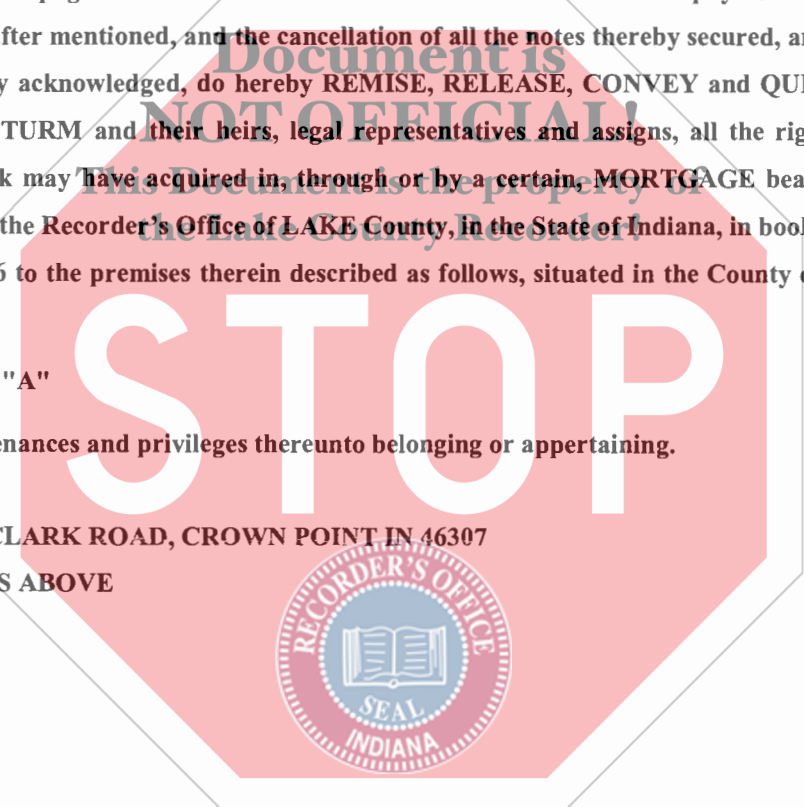 fter mentioned, and the cancellation of all the notes thereby secured, a
Document is
y acknowledged, do hereby REMISE, RELEASE, CONVEY and QUI
NOT OFFICIAL!
TURM and their heirs, legal representatives and assigns, all the rig
k may have acquired in, through or by a certain, MORTGAGE bea
This Document is the property of
the Recorder's Office of LAKE County, in the State of Indiana, in book
the Lake County Recorder!
6 to the premises therein described as follows, situated in the County o
STOP
"A"
enances and privileges thereunto belonging or appertaining.
CLARK ROAD, CROWN POINT IN 46307
S ABOVE
RECORDER'S OFFICE
SEAL
INDIANA